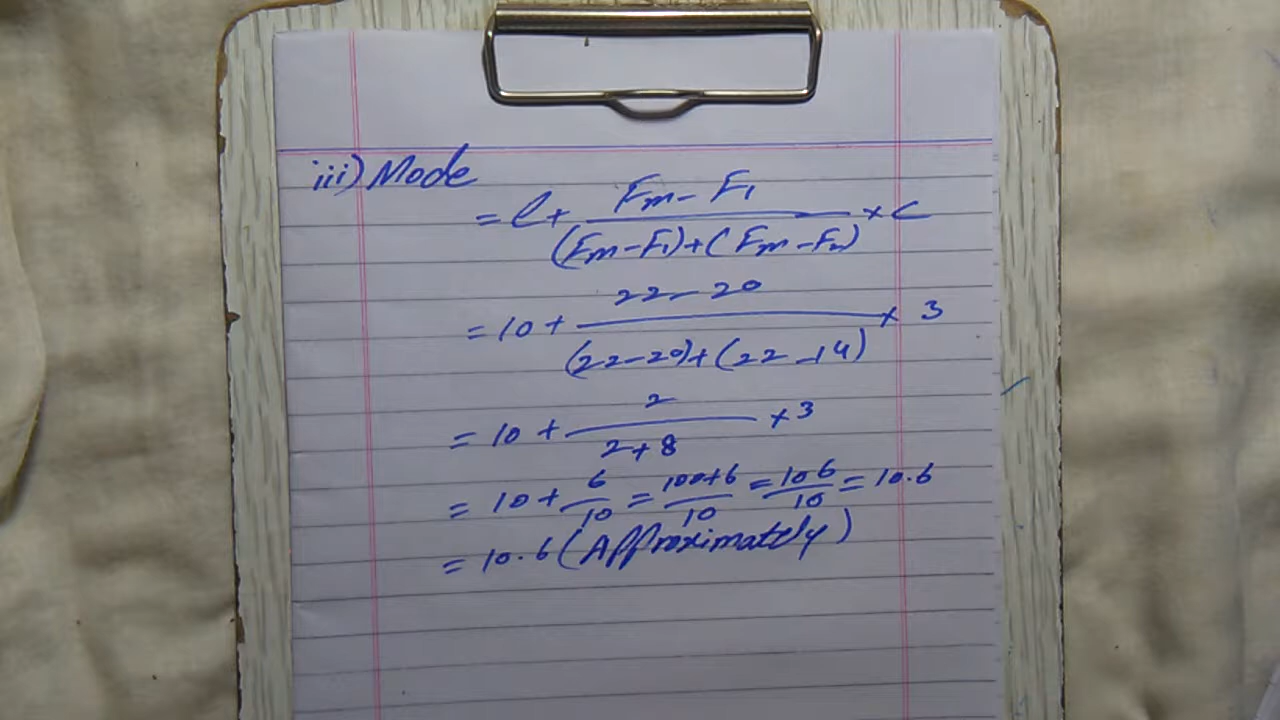 iii) Mode
= l + Fm - F1 / (Fm - F1) + (Fm - F2) × c
= 10 + 22 - 20 / (22 - 20) + (22 - 14) × 3
= 10 + 2 / 2 + 8 × 3
= 10 + 6/10 = 100+6/10 = 106/10 = 10.6
= 10.6 (Approximately)